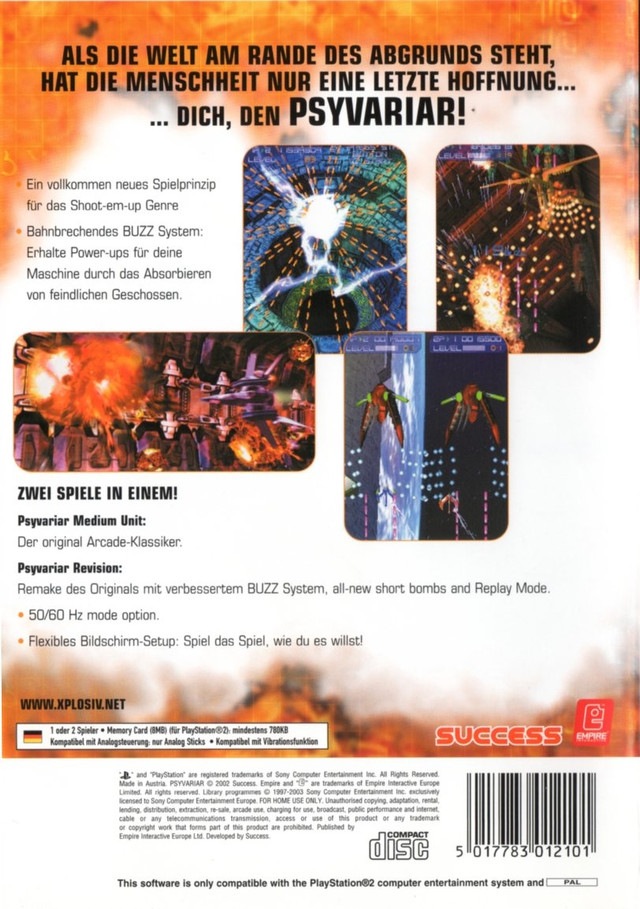 ALS DIE WELT AM RANDE DES ABGRUNDS STEHT,
HAT DIE MENSCHHEIT NUR EINE LETZTE HOFFNUNG...
... DICH, DEN PSYVARIAR!
• Ein vollkommen neues Spielprinzip
für das Shoot-em-up Genre
• Bahnbrechendes BUZZ System:
Erhalte Power-ups für deine
Maschine durch das Absorbieren
von feindlichen Geschossen.
LEVEL
LEVEL
LEVEL
LEVEL
ZWEI SPIELE IN EINEM!
Psyvariar Medium Unit:
Der original Arcade-Klassiker.
Psyvariar Revision:
Remake des Originals mit verbessertem BUZZ System, all-new short bombs and Replay Mode.
• 50/60 Hz mode option.
• Flexibles Bildschirm-Setup: Spiel das Spiel, wie du es willst!
WWW.XPLOSIV.NET
1 oder 2 Spieler • Memory Card (8MB) (für PlayStation®2): mindestens 780KB
Kompatibel mit Analogsteuerung: nur Analog Sticks • Kompatibel mit Vibrationsfunktion
SUCCESS
EMPIRE
" and "PlayStation" are registered trademarks of Sony Computer Entertainment Inc. All Rights Reserved.
Made in Austria. PSYVARIAR © 2002 Success. Empire and " " are trademarks of Empire Interactive Europe
Limited. All rights reserved. Library programmes © 1997-2003 Sony Computer Entertainment Inc. exclusively
licensed to Sony Computer Entertainment Europe. FOR HOME USE ONLY. Unauthorised copying, adaptation, rental,
lending, distribution, extraction, re-sale, arcade use, charging for use, broadcast, public performance and internet,
cable or any telecommunications transmission, access or use of this product or any trademark
or copyright work that forms part of this product are prohibited. Published by
Empire Interactive Europe Ltd. Developed by Success.
COMPACT
disc
5 017783 012101
This software is only compatible with the PlayStation®2 computer entertainment system and PAL